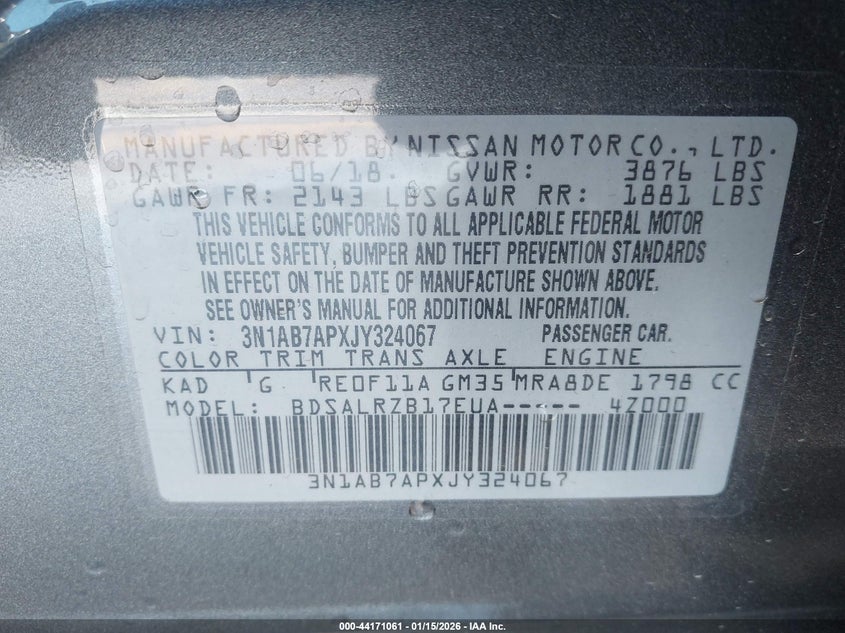 MANUFACTURED BY NISSAN MOTOR CO., LTD.
DATE: 06/18 GVWR: 3876 LBS
GAWR FR: 2143 LBS GAWR RR: 1881 LBS
THIS VEHICLE CONFORMS TO ALL APPLICABLE FEDERAL MOTOR
VEHICLE SAFETY, BUMPER AND THEFT PREVENTION STANDARDS
IN EFFECT ON THE DATE OF MANUFACTURE SHOWN ABOVE.
SEE OWNER'S MANUAL FOR ADDITIONAL INFORMATION.
VIN: 3N1AB7APXJY324067 PASSENGER CAR.
COLOR TRIM TRANS AXLE ENGINE
KAD G RE0F11A GM35 MRA8DE 1798 CC
MODEL: BDSALRZB17EUA----- 4Z000
3N1AB7APXJY324067
000-44171061 - 01/15/2026 - IAA Inc.